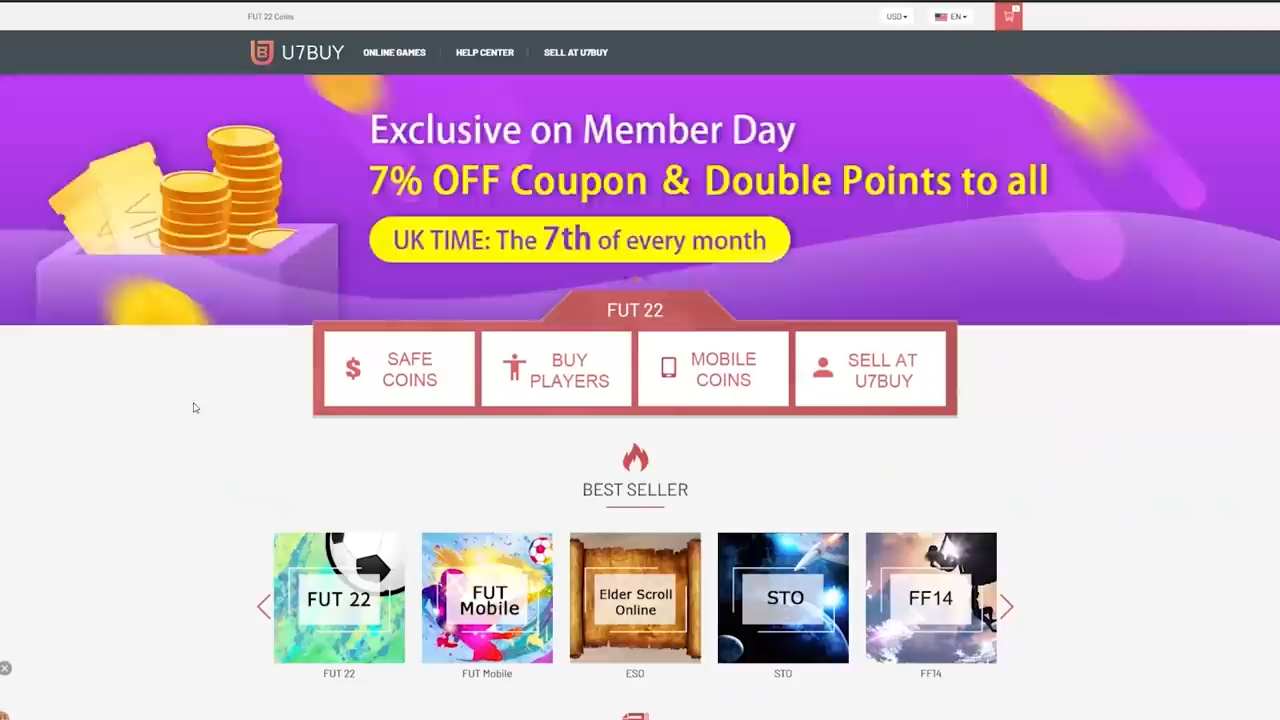 FUT 22 Coins
USD
EN
1
U7BUY
ONLINE GAMES
HELP CENTER
SELL AT U7BUY
Exclusive on Member Day
7% OFF Coupon & Double Points to all
UK TIME: The 7th of every month
VIP
FUT 22
$ SAFE
COINS
BUY
PLAYERS
MOBILE
COINS
SELL AT
U7BUY
BEST SELLER
FUT 22
FUT
Mobile
Elder Scroll
Online
STO
FF14
FUT 22
FUT Mobile
ESO
STO
FF14